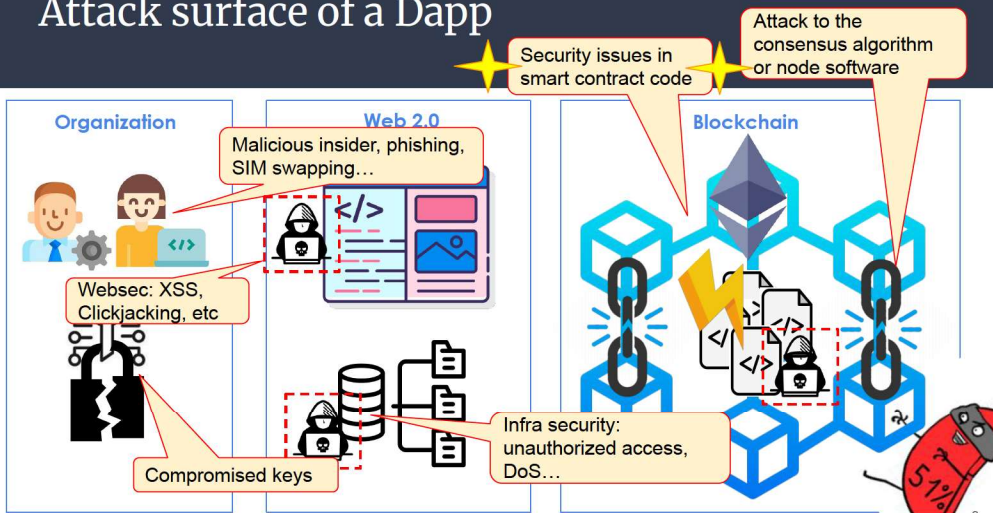 Attack surface of a Dapp
Security issues in
smart contract code
Attack to the
consensus algorithm
or node software
Organization
Web 2.0
Blockchain
Malicious insider, phishing,
SIM swapping…
</>
</>
Websec: XSS,
Clickjacking, etc
</>
</>
</>
Compromised keys
Infra security:
unauthorized access,
DoS…
51%